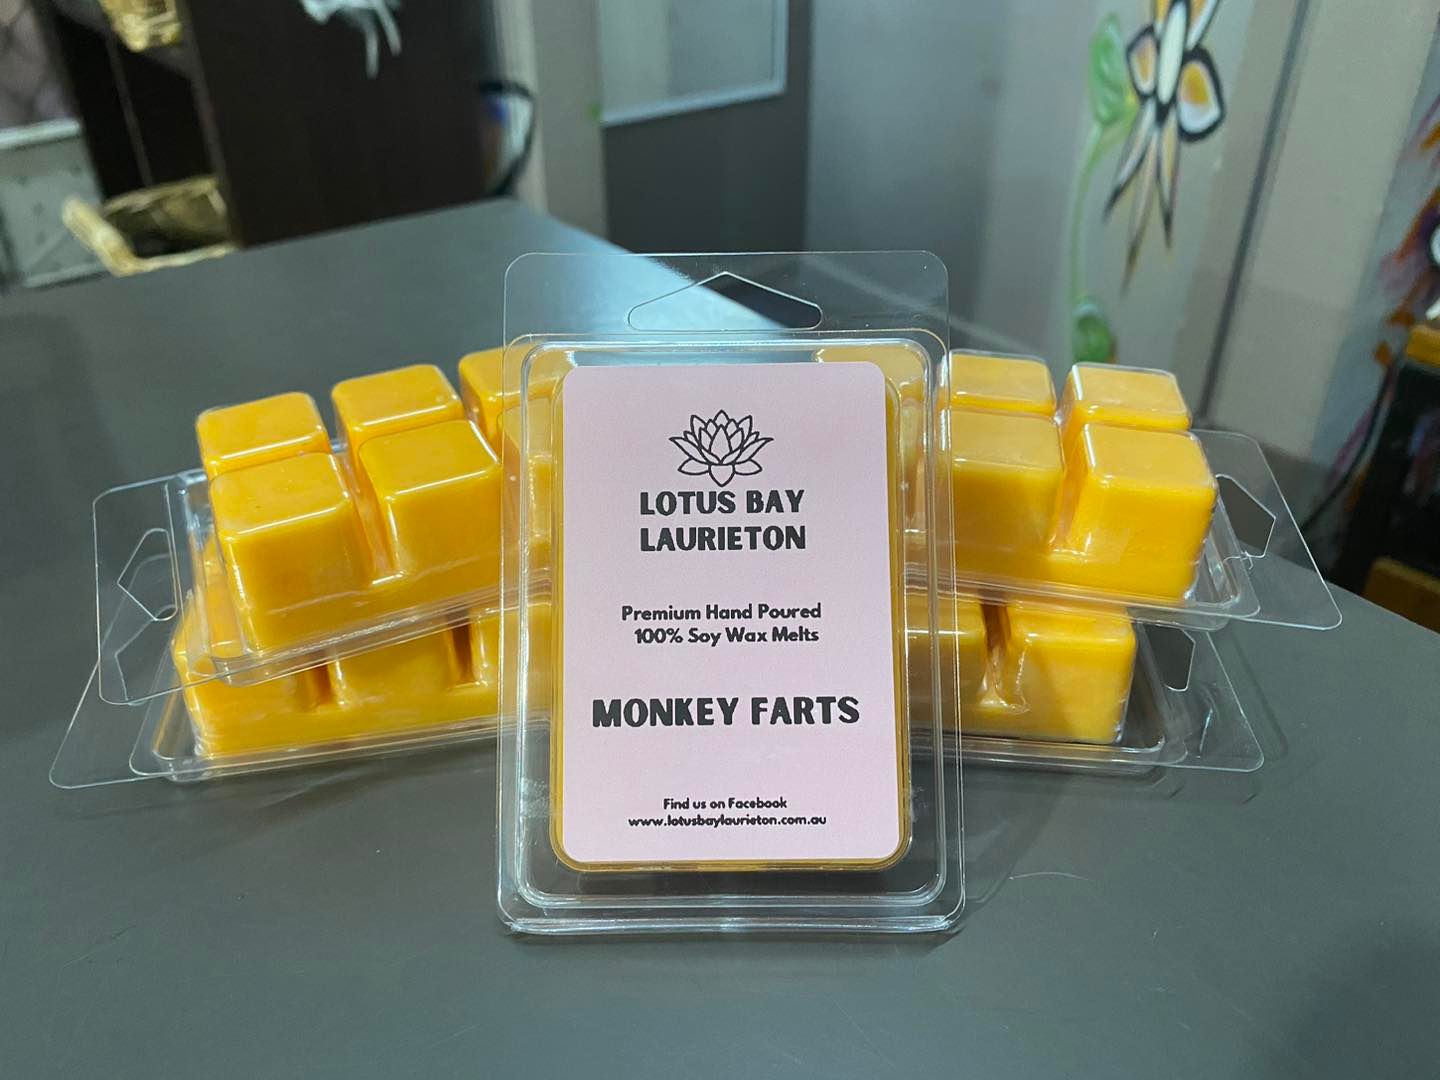 LOTUS BAY
LAURIETON
Premium Hand Poured
100% Soy Wax Melts
MONKEY FARTS
Find us on Facebook
www.lotusbaylaurieton.com.au